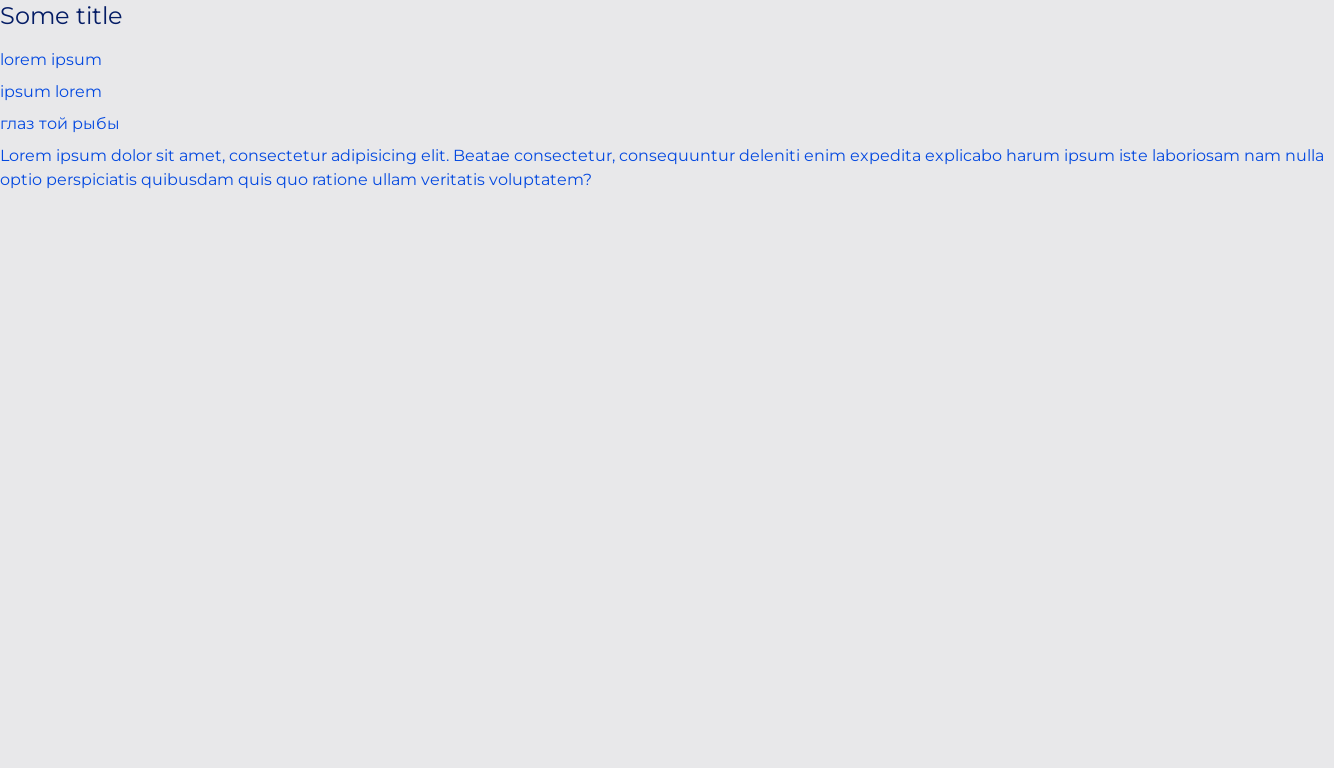 Some title
lorem ipsum
ipsum lorem
глаз той рыбы
Lorem ipsum dolor sit amet, consectetur adipisicing elit. Beatae consectetur, consequuntur deleniti enim expedita explicabo harum ipsum iste laboriosam nam nulla
optio perspiciatis quibusdam quis quo ratione ullam veritatis voluptatem?